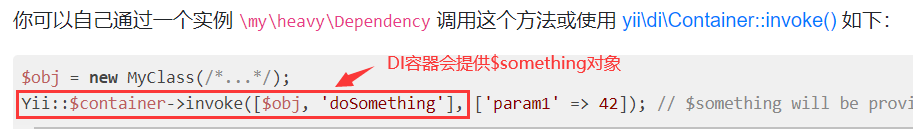 你可以自己通过一个实例 \my\heavy\Dependency 调用这个方法或使用 yii\di\Container::invoke() 如下：
DI容器会提供$something对象
$obj = new MyClass(/*...*/);
Yii::$container->invoke([$obj, 'doSomething'], ['param1' => 42]); // $something will be provi